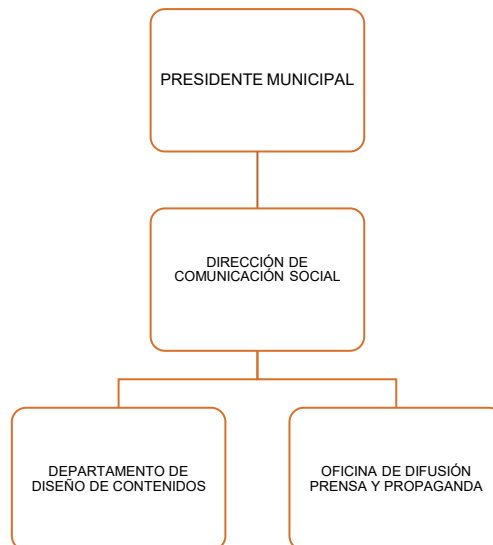 PRESIDENTE MUNICIPAL
DIRECCIÓN DE
COMUNICACIÓN SOCIAL
DEPARTAMENTO DE
DISEÑO DE CONTENIDOS
OFICINA DE DIFUSIÓN
PRENSA Y PROPAGANDA